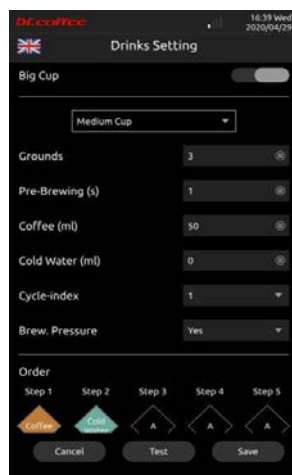 Dr.coffee
16:39 Wed
2020/04/29
Drinks Setting
Big Cup
Medium Cup
Grounds 3
Pre-Brewing (s) 1
Coffee (ml) 50
Cold Water (ml) 0
Cycle-index 1
Brew. Pressure Yes
Order
Step 1 Step 2 Step 3 Step 4 Step 5
Coffee Cold Water A A A
Cancel Test Save